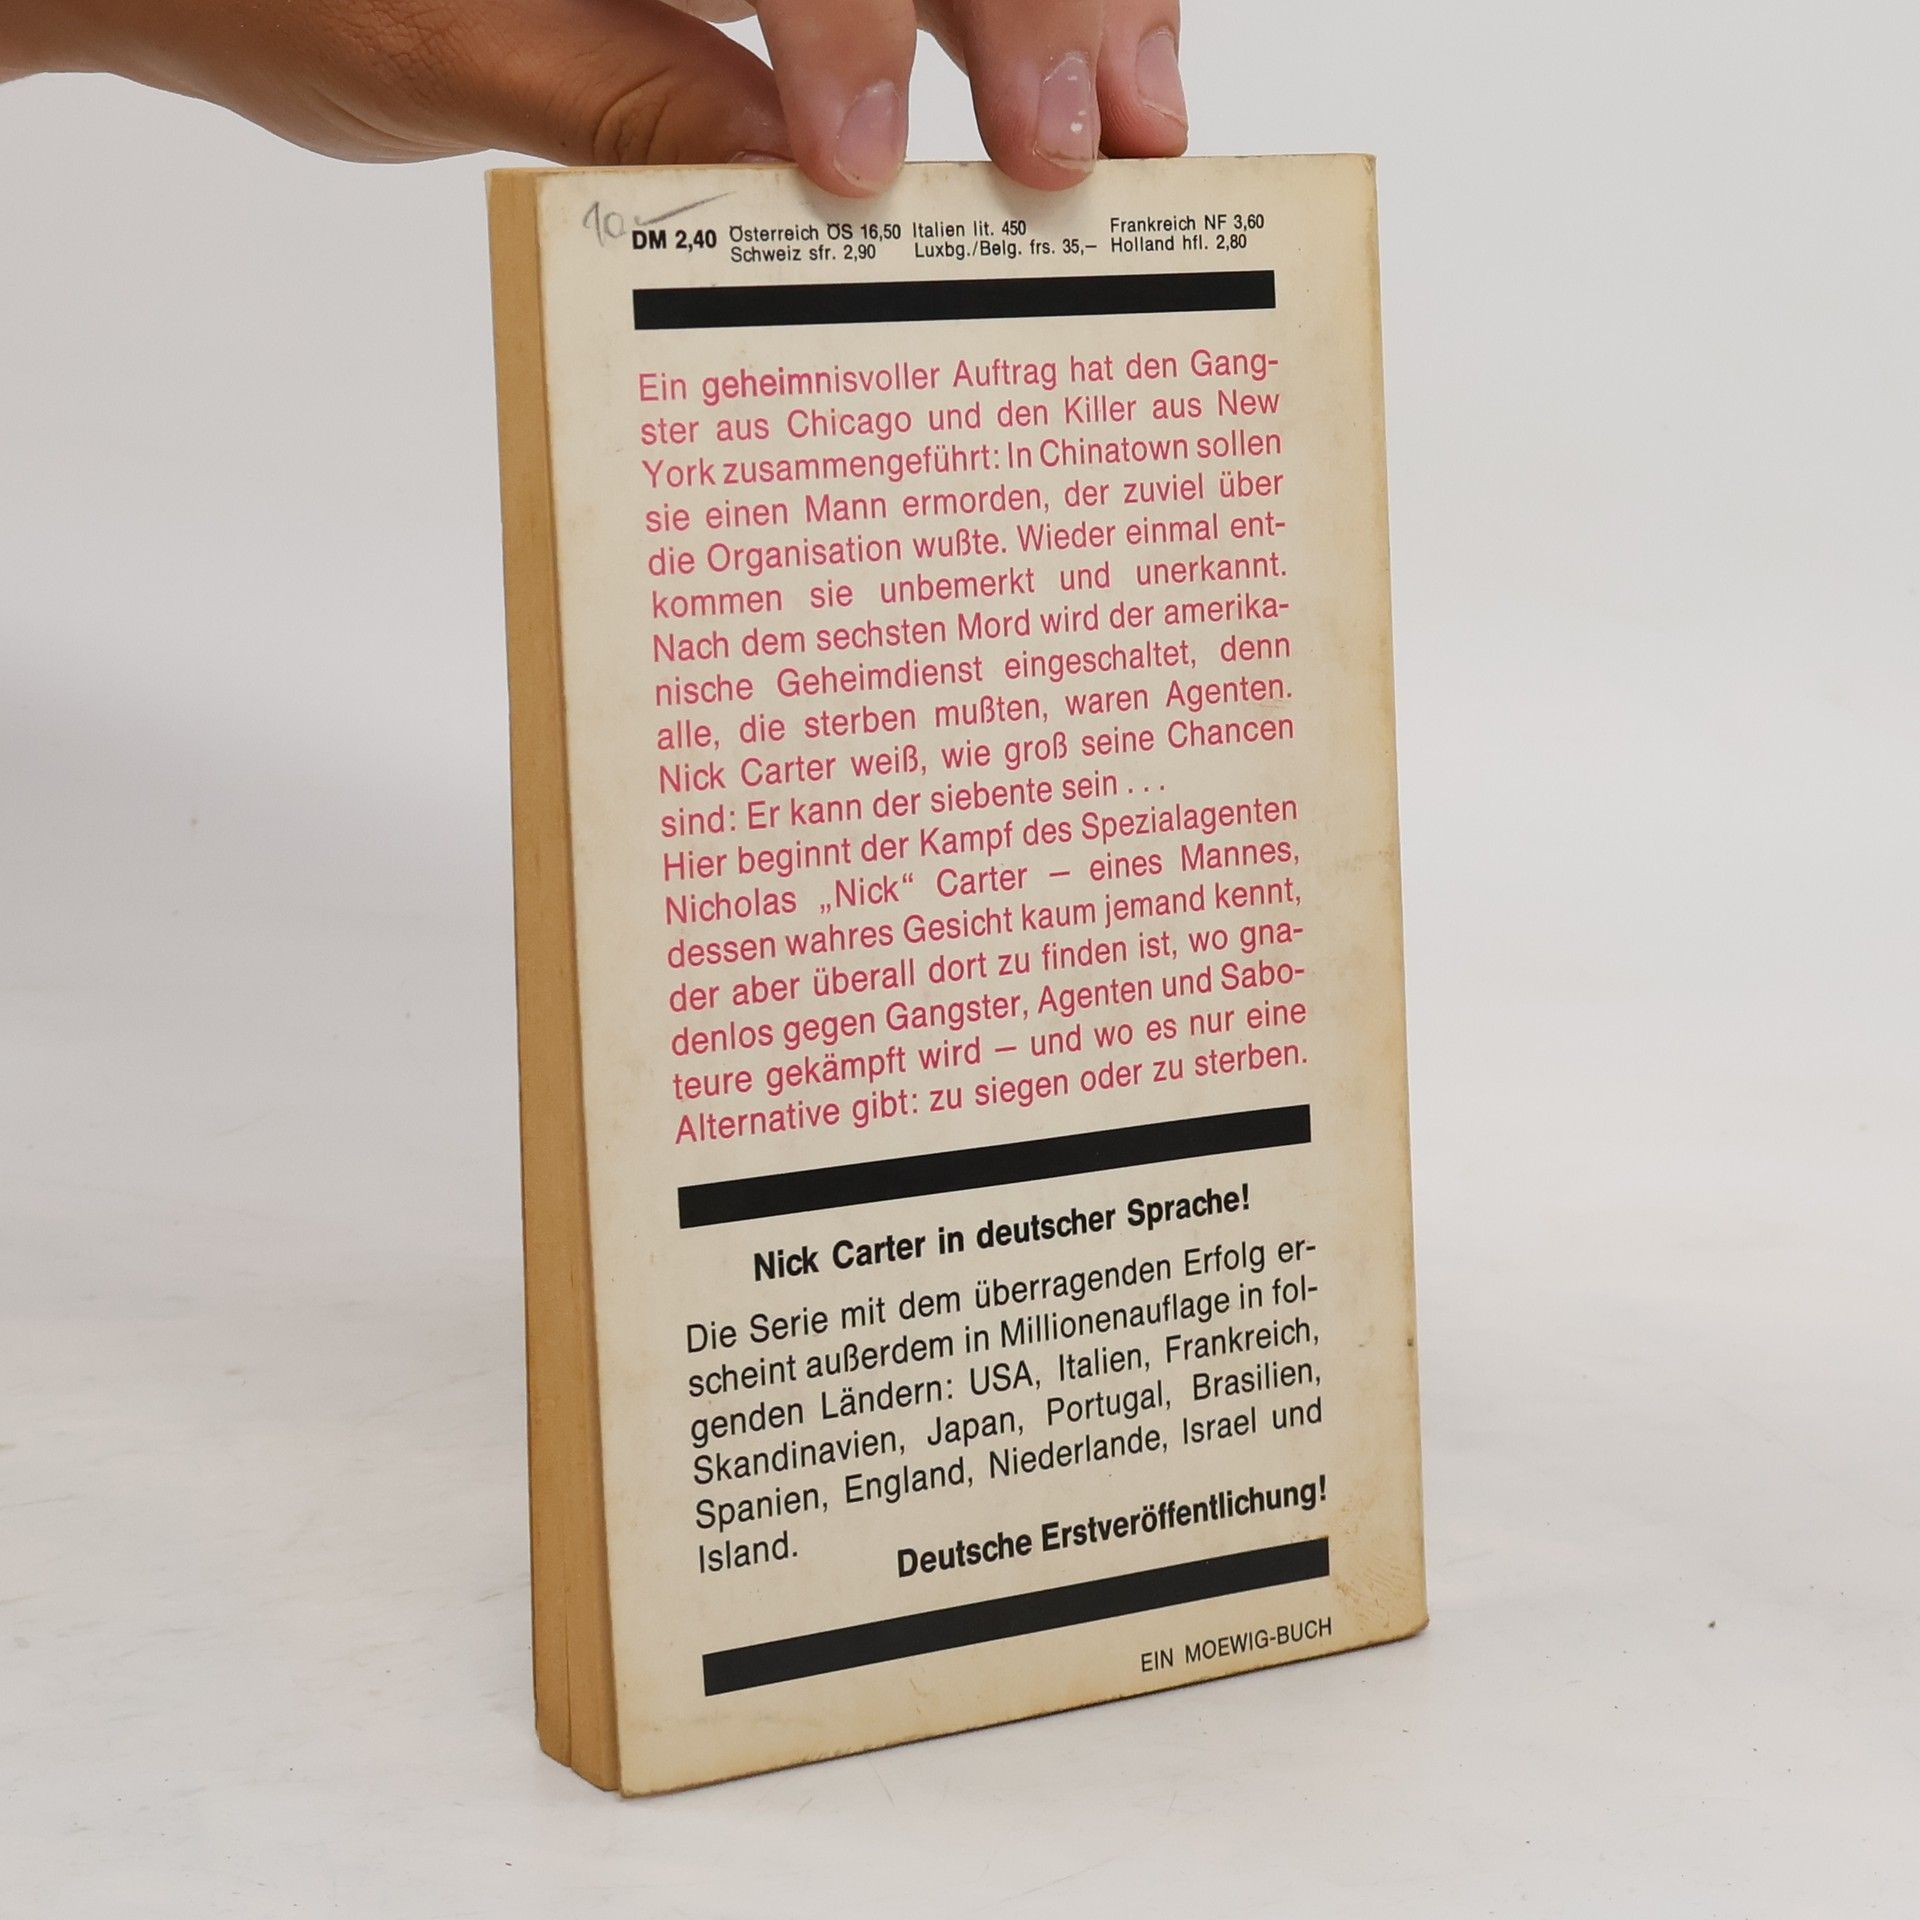 10
DM 2,40 Österreich ÖS 16,50 Italien lit. 450 Frankreich NF 3,60
Schweiz sfr. 2,90 Luxbg./Belg. frs. 35,– Holland hfl. 2,80
Ein geheimnisvoller Auftrag hat den Gang-
ster aus Chicago und den Killer aus New
York zusammengeführt: In Chinatown sollen
sie einen Mann ermorden, der zuviel über
die Organisation wußte. Wieder einmal ent-
kommen sie unbemerkt und unerkannt.
Nach dem sechsten Mord wird der amerika-
nische Geheimdienst eingeschaltet, denn
alle, die sterben mußten, waren Agenten.
Nick Carter weiß, wie groß seine Chancen
sind: Er kann der siebente sein . . .
Hier beginnt der Kampf des Spezialagenten
Nicholas „Nick“ Carter – eines Mannes,
dessen wahres Gesicht kaum jemand kennt,
der aber überall dort zu finden ist, wo gna-
denlos gegen Gangster, Agenten und Sabo-
teure gekämpft wird – und wo es nur eine
Alternative gibt: zu siegen oder zu sterben.
Nick Carter in deutscher Sprache!
Die Serie mit dem überragenden Erfolg er-
scheint außerdem in Millionenauflage in fol-
genden Ländern: USA, Italien, Frankreich,
Skandinavien, Japan, Portugal, Brasilien,
Spanien, England, Niederlande, Israel und
Island.
Deutsche Erstveröffentlichung!
EIN MOEWIG-BUCH